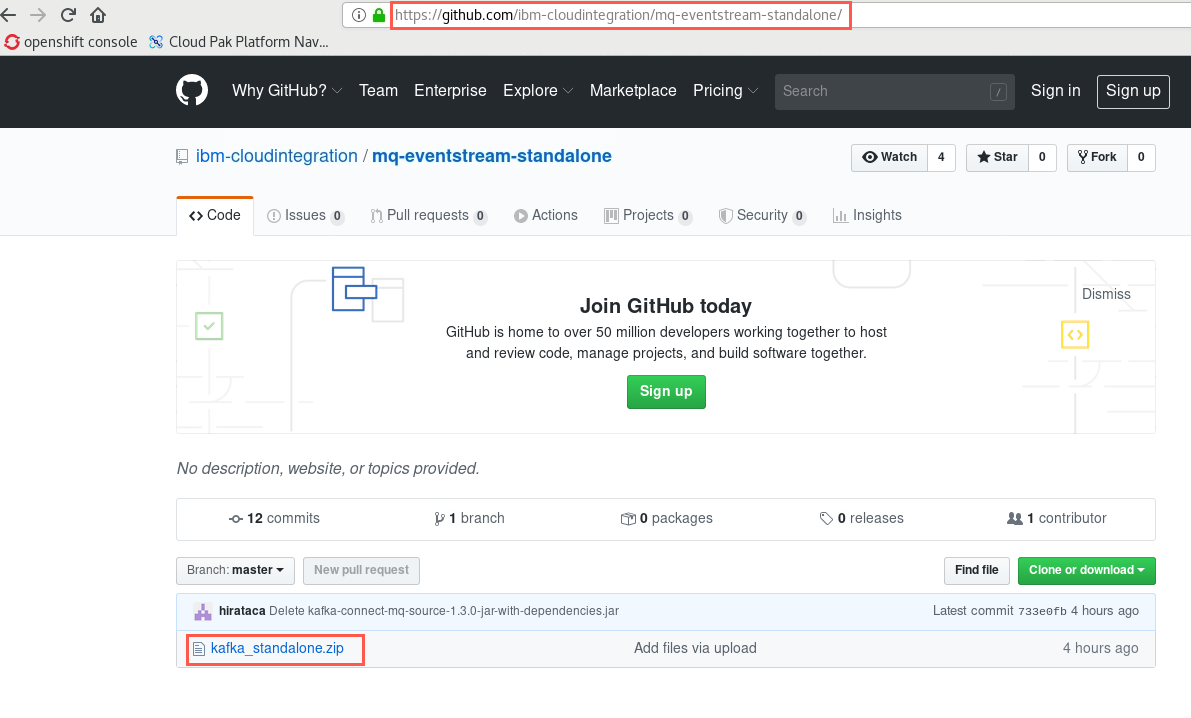 https://github.com/ibm-cloudintegration/mq-eventstream-standalone/
openshift console Cloud Pak Platform Nav...
Why GitHub? Team Enterprise Explore Marketplace Pricing Search / Sign in Sign up
ibm-cloudintegration / mq-eventstream-standalone Watch 4 Star 0 Fork 0
Code Issues 0 Pull requests 0 Actions Projects 0 Security 0 Insights
Dismiss
Join GitHub today
GitHub is home to over 50 million developers working together to host
and review code, manage projects, and build software together.
Sign up
No description, website, or topics provided.
12 commits 1 branch 0 packages 0 releases 1 contributor
Branch: master New pull request Find file Clone or download
hirataca Delete kafka-connect-mq-source-1.3.0-jar-with-dependencies.jar Latest commit 733e0fb 4 hours ago
kafka_standalone.zip Add files via upload 4 hours ago